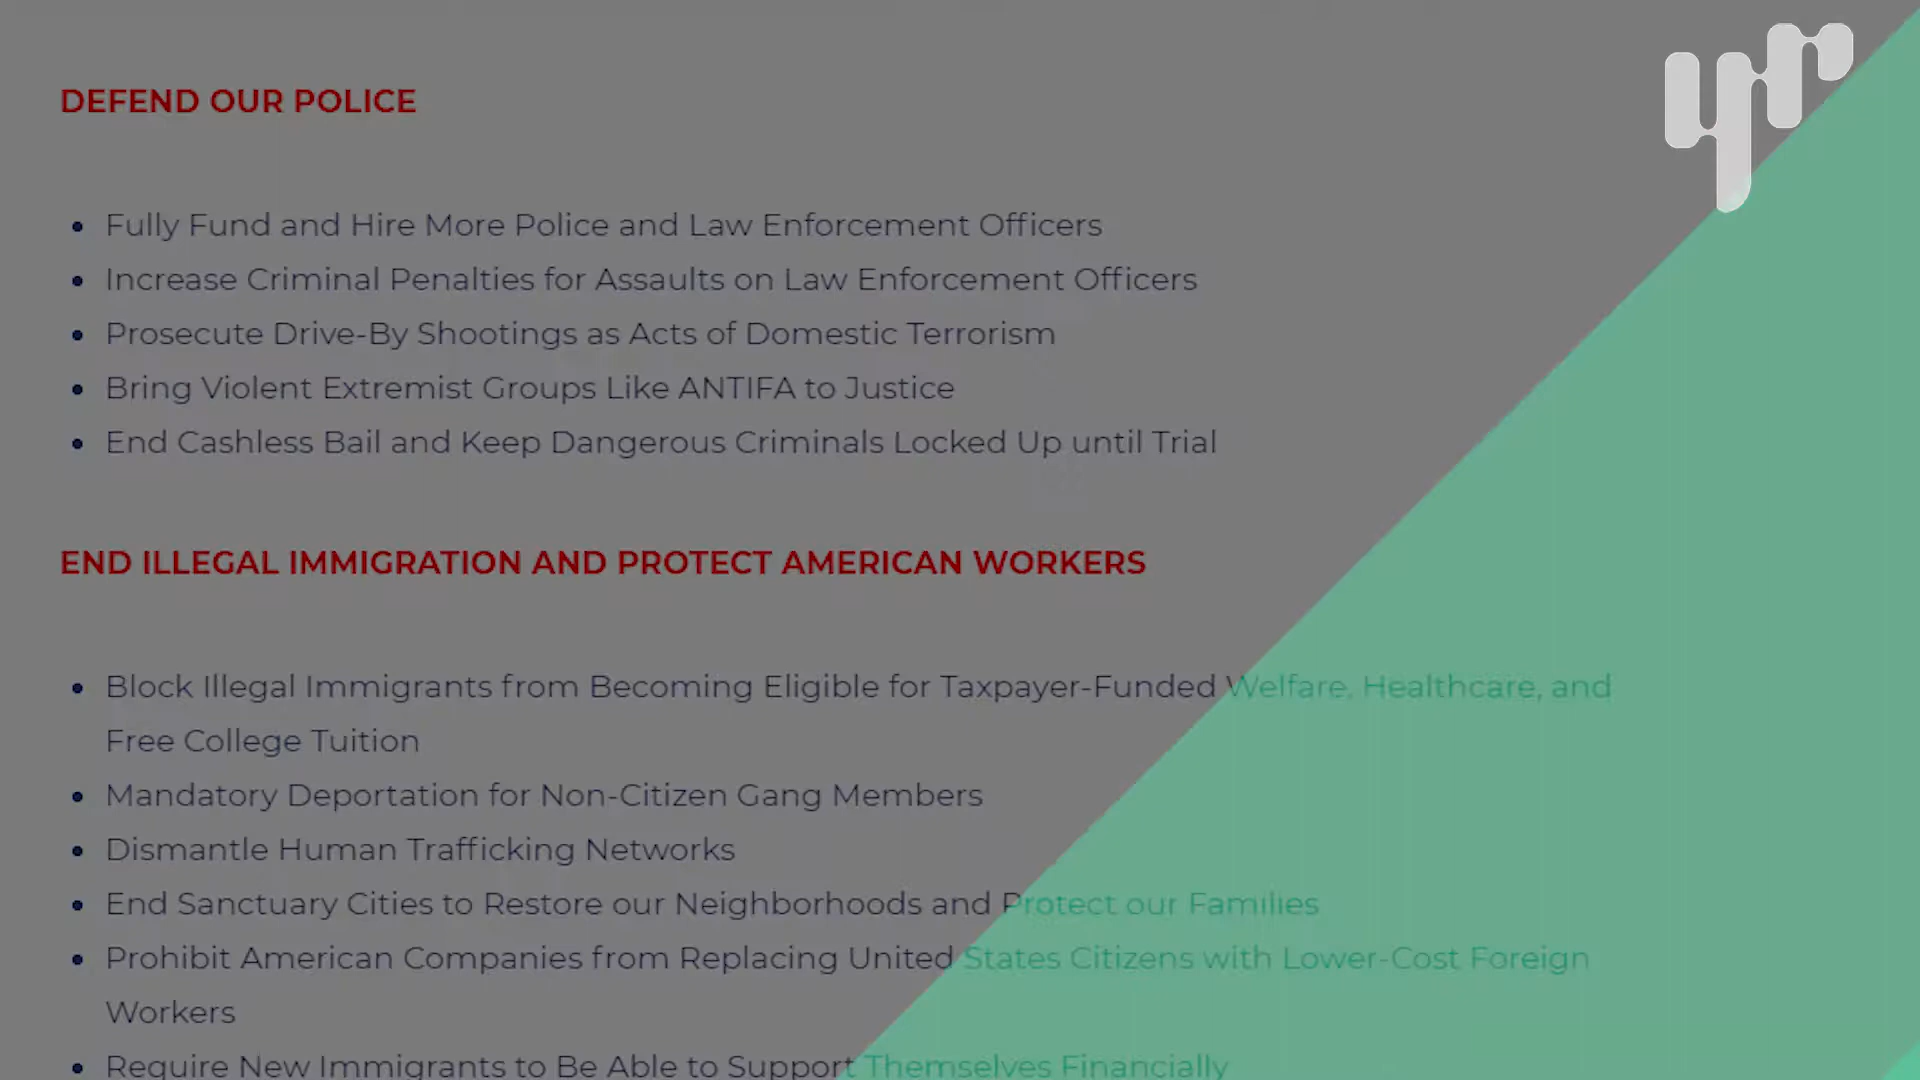 DEFEND OUR POLICE
Fully Fund and Hire More Police and Law Enforcement Officers
Increase Criminal Penalties for Assaults on Law Enforcement Officers
Prosecute Drive-By Shootings as Acts of Domestic Terrorism
Bring Violent Extremist Groups Like ANTIFA to Justice
End Cashless Bail and Keep Dangerous Criminals Locked Up until Trial
END ILLEGAL IMMIGRATION AND PROTECT AMERICAN WORKERS
Block Illegal Immigrants from Becoming Eligible for Taxpayer-Funded Welfare, Healthcare, and
Free College Tuition
Mandatory Deportation for Non-Citizen Gang Members
Dismantle Human Trafficking Networks
End Sanctuary Cities to Restore our Neighborhoods and Protect our Families
Prohibit American Companies from Replacing United States Citizens with Lower-Cost Foreign
Workers
Require New Immigrants to Be Able to Support Themselves Financially